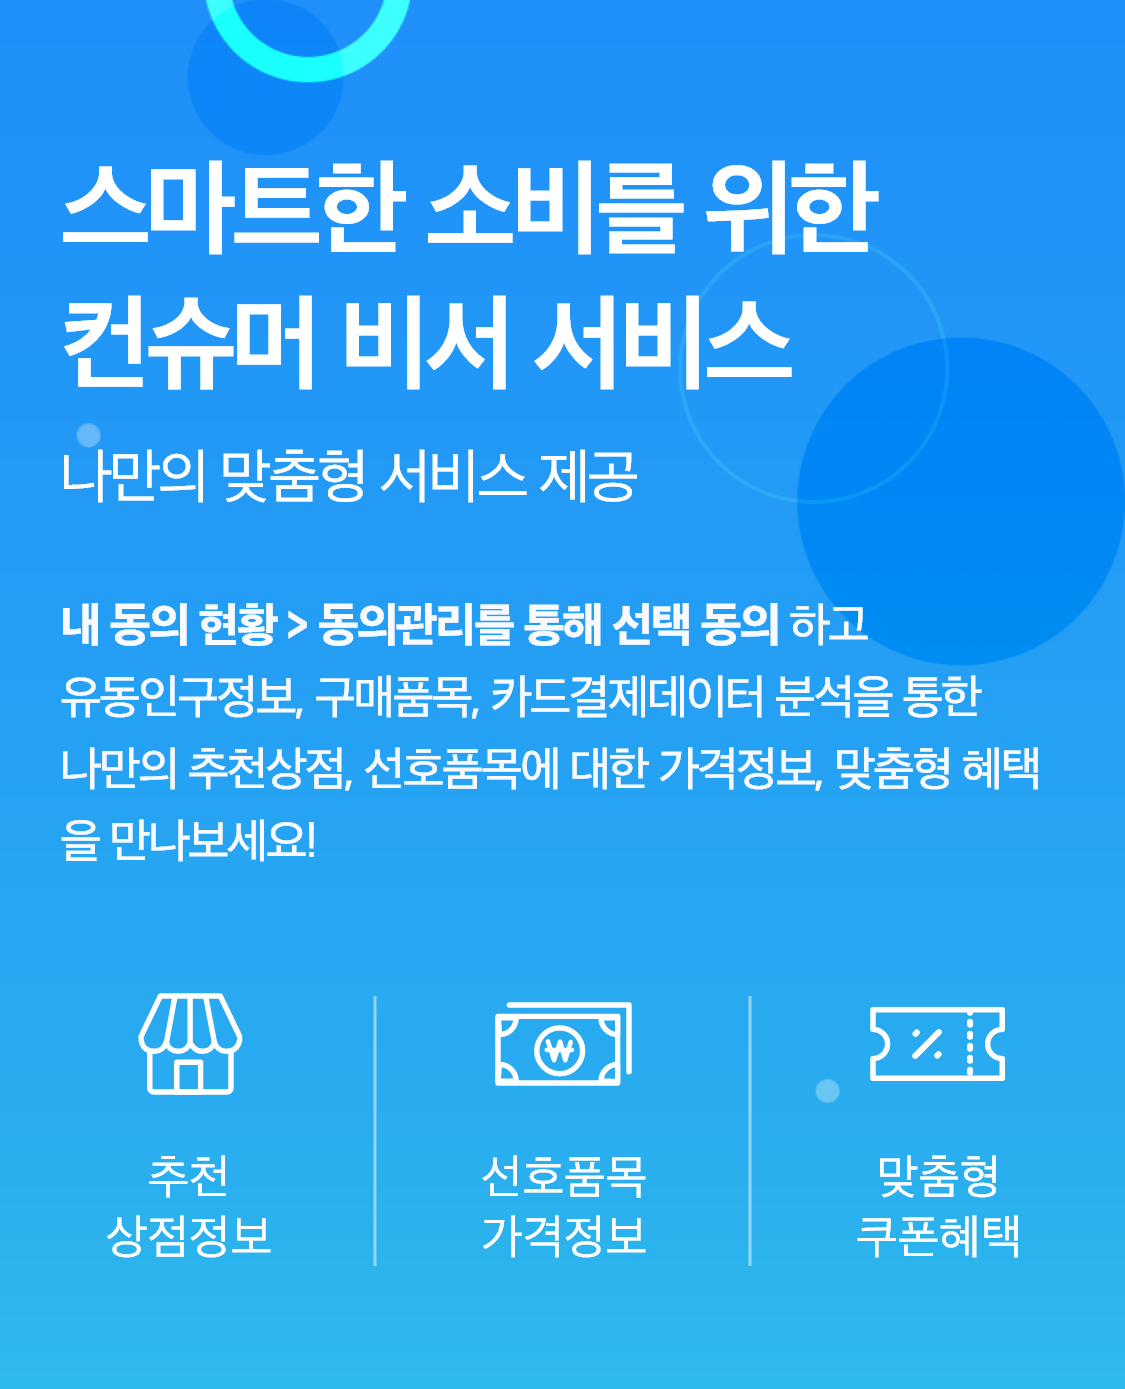 스마트한 소비를 위한
컨슈머 비서 서비스
나만의 맞춤형 서비스 제공
내 동의 현황 > 동의관리를 통해 선택 동의 하고
유동인구정보, 구매품목, 카드결제데이터 분석을 통한
나만의 추천상점, 선호품목에 대한 가격정보, 맞춤형 혜택
을 만나보세요!
추천
상점정보
선호품목
가격정보
맞춤형
쿠폰혜택